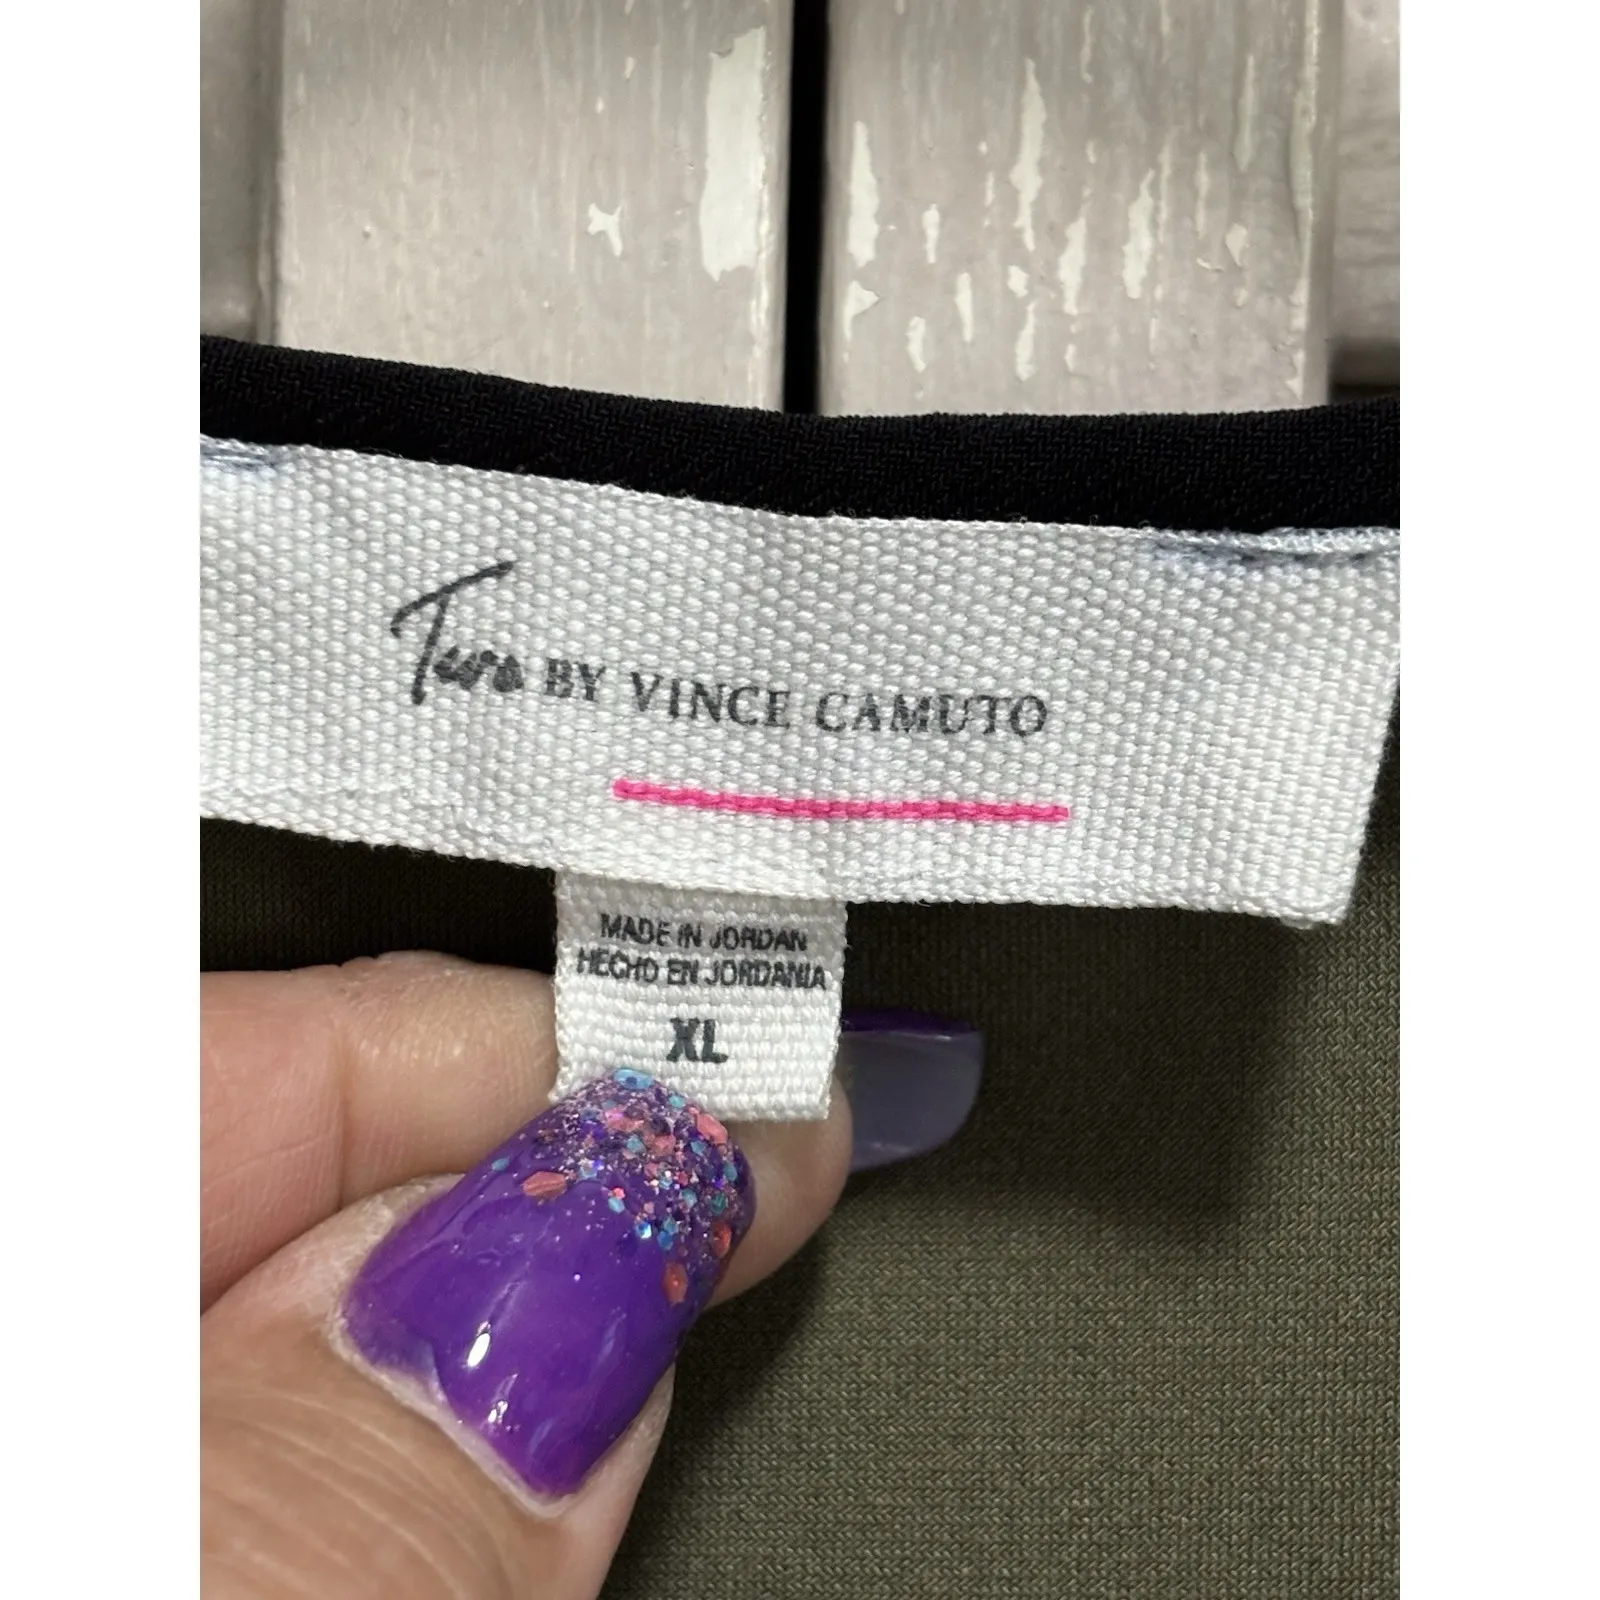 Two BY VINCE CAMUTO
MADE IN JORDAN
HECHO EN JORDANIA
XL